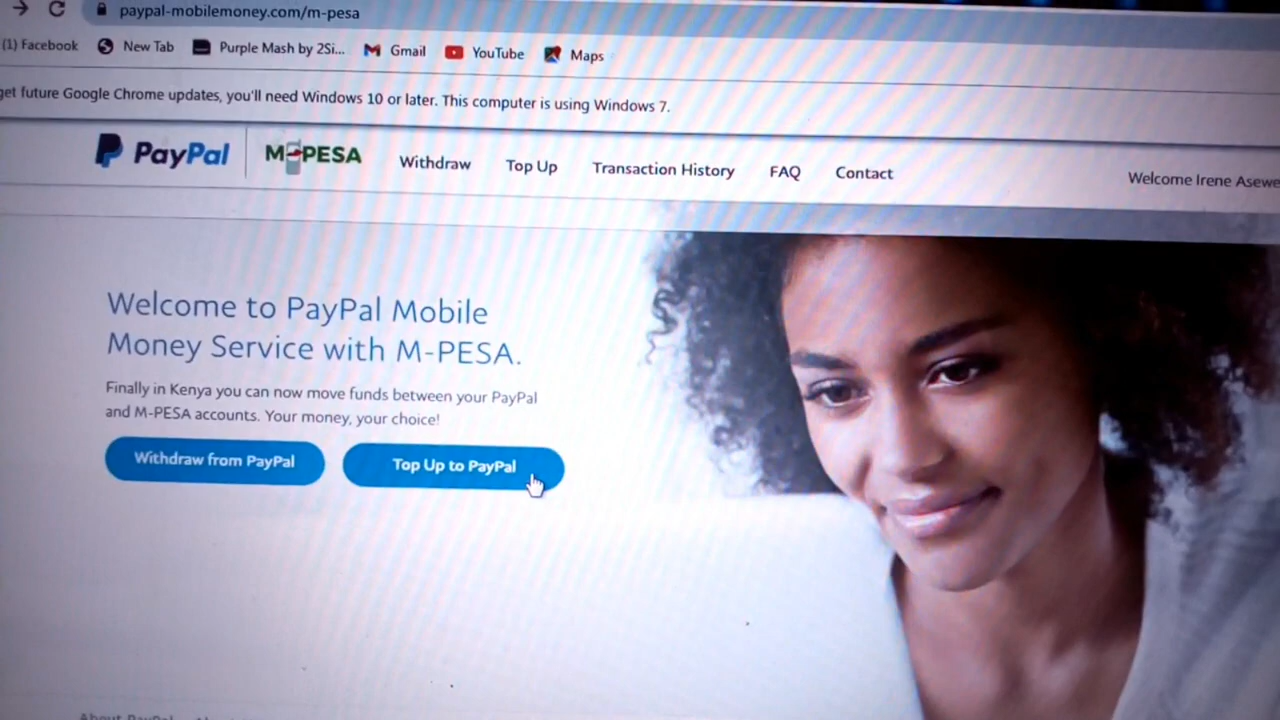 paypal-mobilemoney.com/m-pesa
(1) Facebook New Tab Purple Mash by 2Si... Gmail YouTube Maps
get future Google Chrome updates, you'll need Windows 10 or later. This computer is using Windows 7.
PayPal M-PESA Withdraw Top Up Transaction History FAQ Contact Welcome Irene Asewe
Welcome to PayPal Mobile
Money Service with M-PESA.
Finally in Kenya you can now move funds between your PayPal
and M-PESA accounts. Your money, your choice!
Withdraw from PayPal Top Up to PayPal
About PayPal